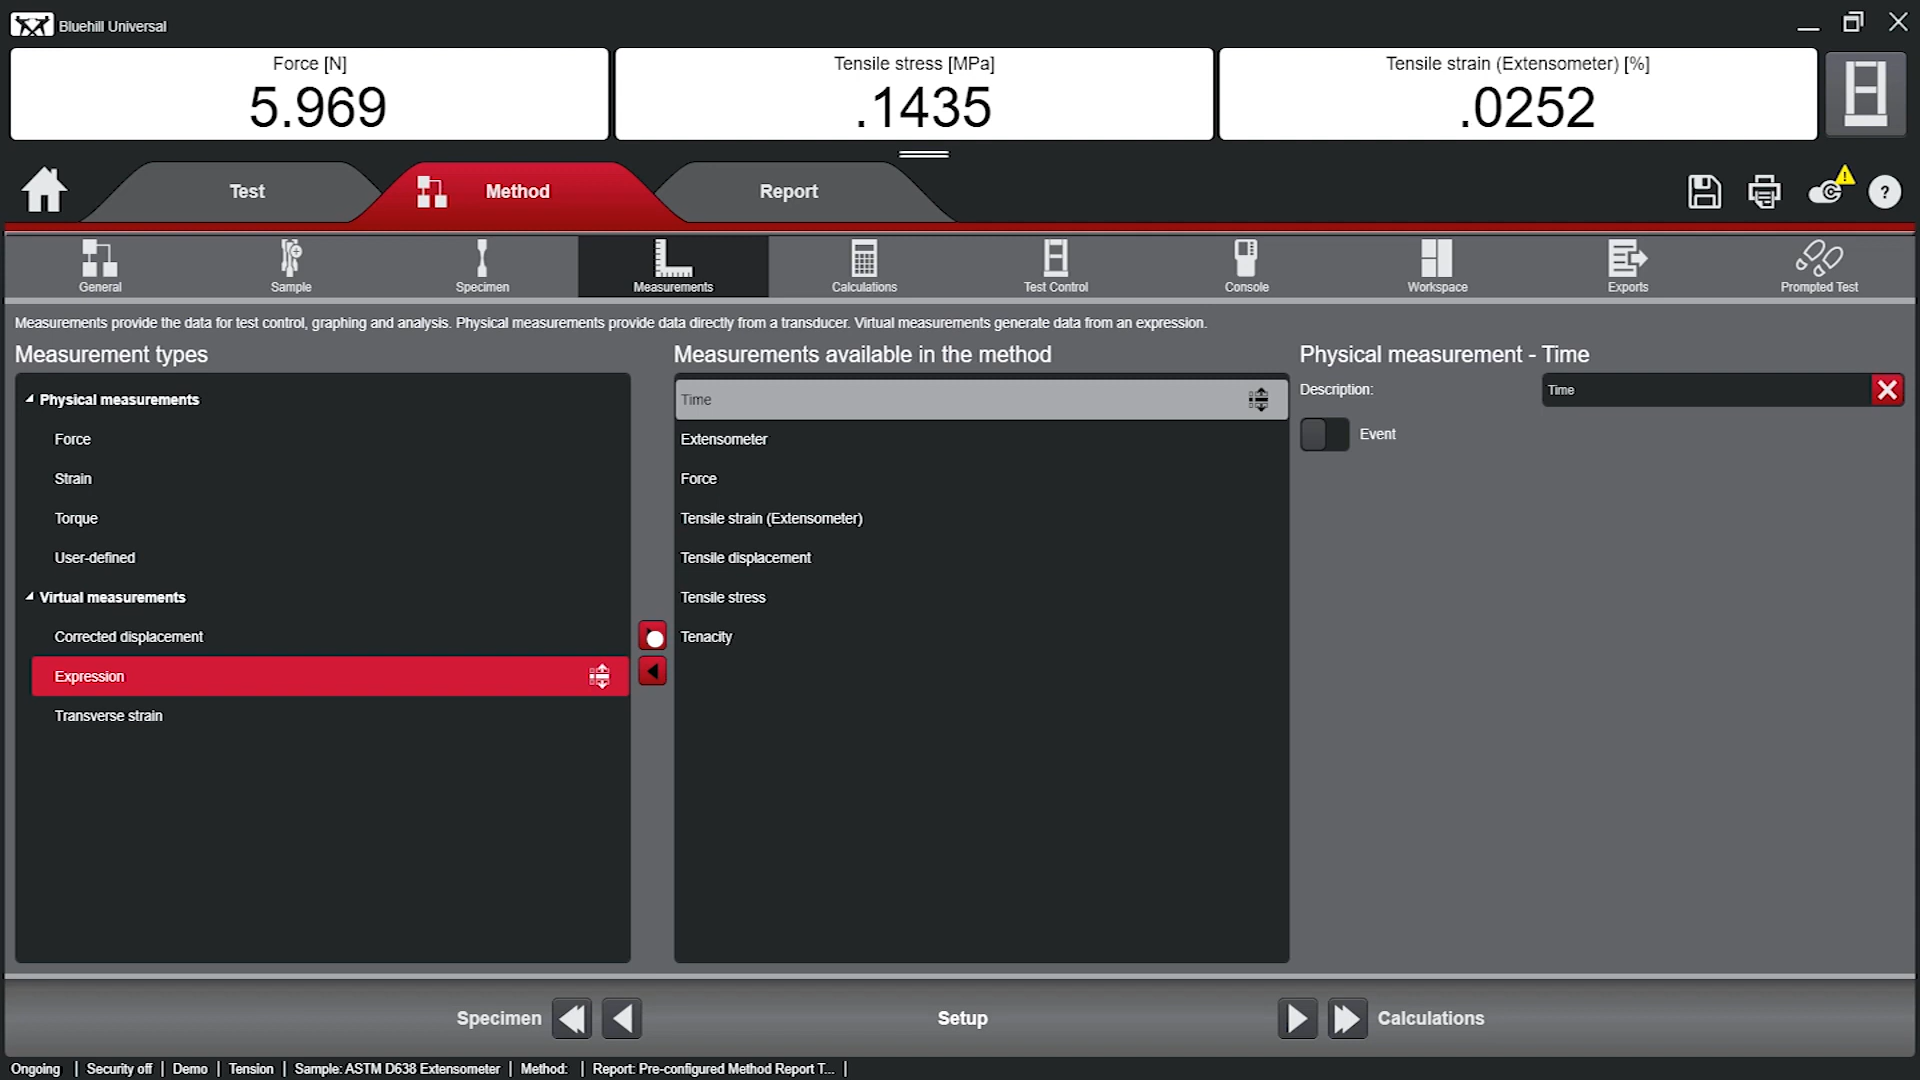 Bluehill Universal
Force [N]
5.969
Tensile stress [MPa]
.1435
Tensile strain (Extensometer) [%]
.0252
Test
Method
Report
General
Sample
Specimen
Measurements
Calculations
Test Control
Console
Workspace
Exports
Prompted Test
Measurements provide the data for test control, graphing and analysis. Physical measurements provide data directly from a transducer. Virtual measurements generate data from an expression.
Measurement types
Physical measurements
Force
Strain
Torque
User-defined
Virtual measurements
Corrected displacement
Expression
Transverse strain
Measurements available in the method
Time
Extensometer
Force
Tensile strain (Extensometer)
Tensile displacement
Tensile stress
Tenacity
Physical measurement - Time
Description:
Time
Event
Specimen
Setup
Calculations
Ongoing | Security off | Demo | Tension | Sample: ASTM D638 Extensometer | Method: | Report: Pre-configured Method Report T... |